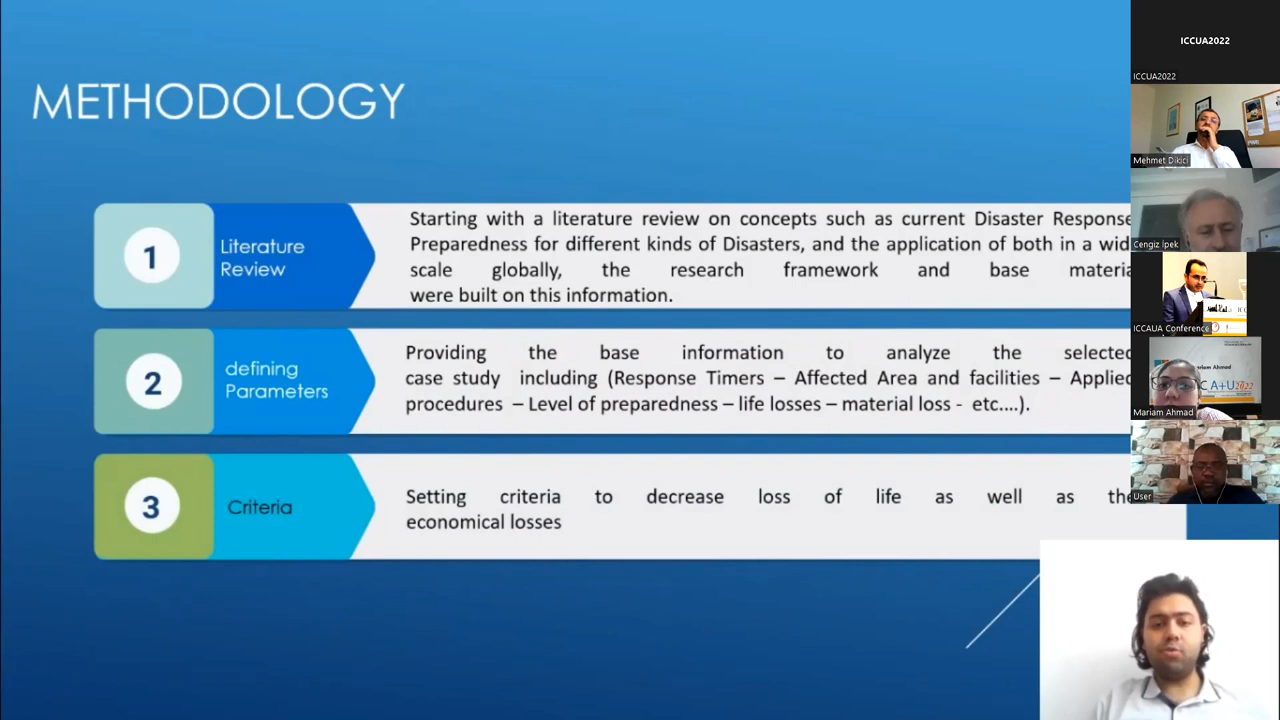 METHODOLOGY
1
Literature
Review
Starting with a literature review on concepts such as current Disaster Response
Preparedness for different kinds of Disasters, and the application of both in a wid
scale globally, the research framework and base materia
were built on this information.
2
defining
Parameters
Providing the base information to analyze the selected
case study including (Response Timers – Affected Area and facilities – Applied
procedures – Level of preparedness – life losses – material loss - etc....).
3
Criteria
Setting criteria to decrease loss of life as well as the
economical losses
ICCUA2022
ICCUA2022
Mehmet Dikici
Cengiz İpek
ICCAUA Conference
A+U2022
Mariam Ahmad
User